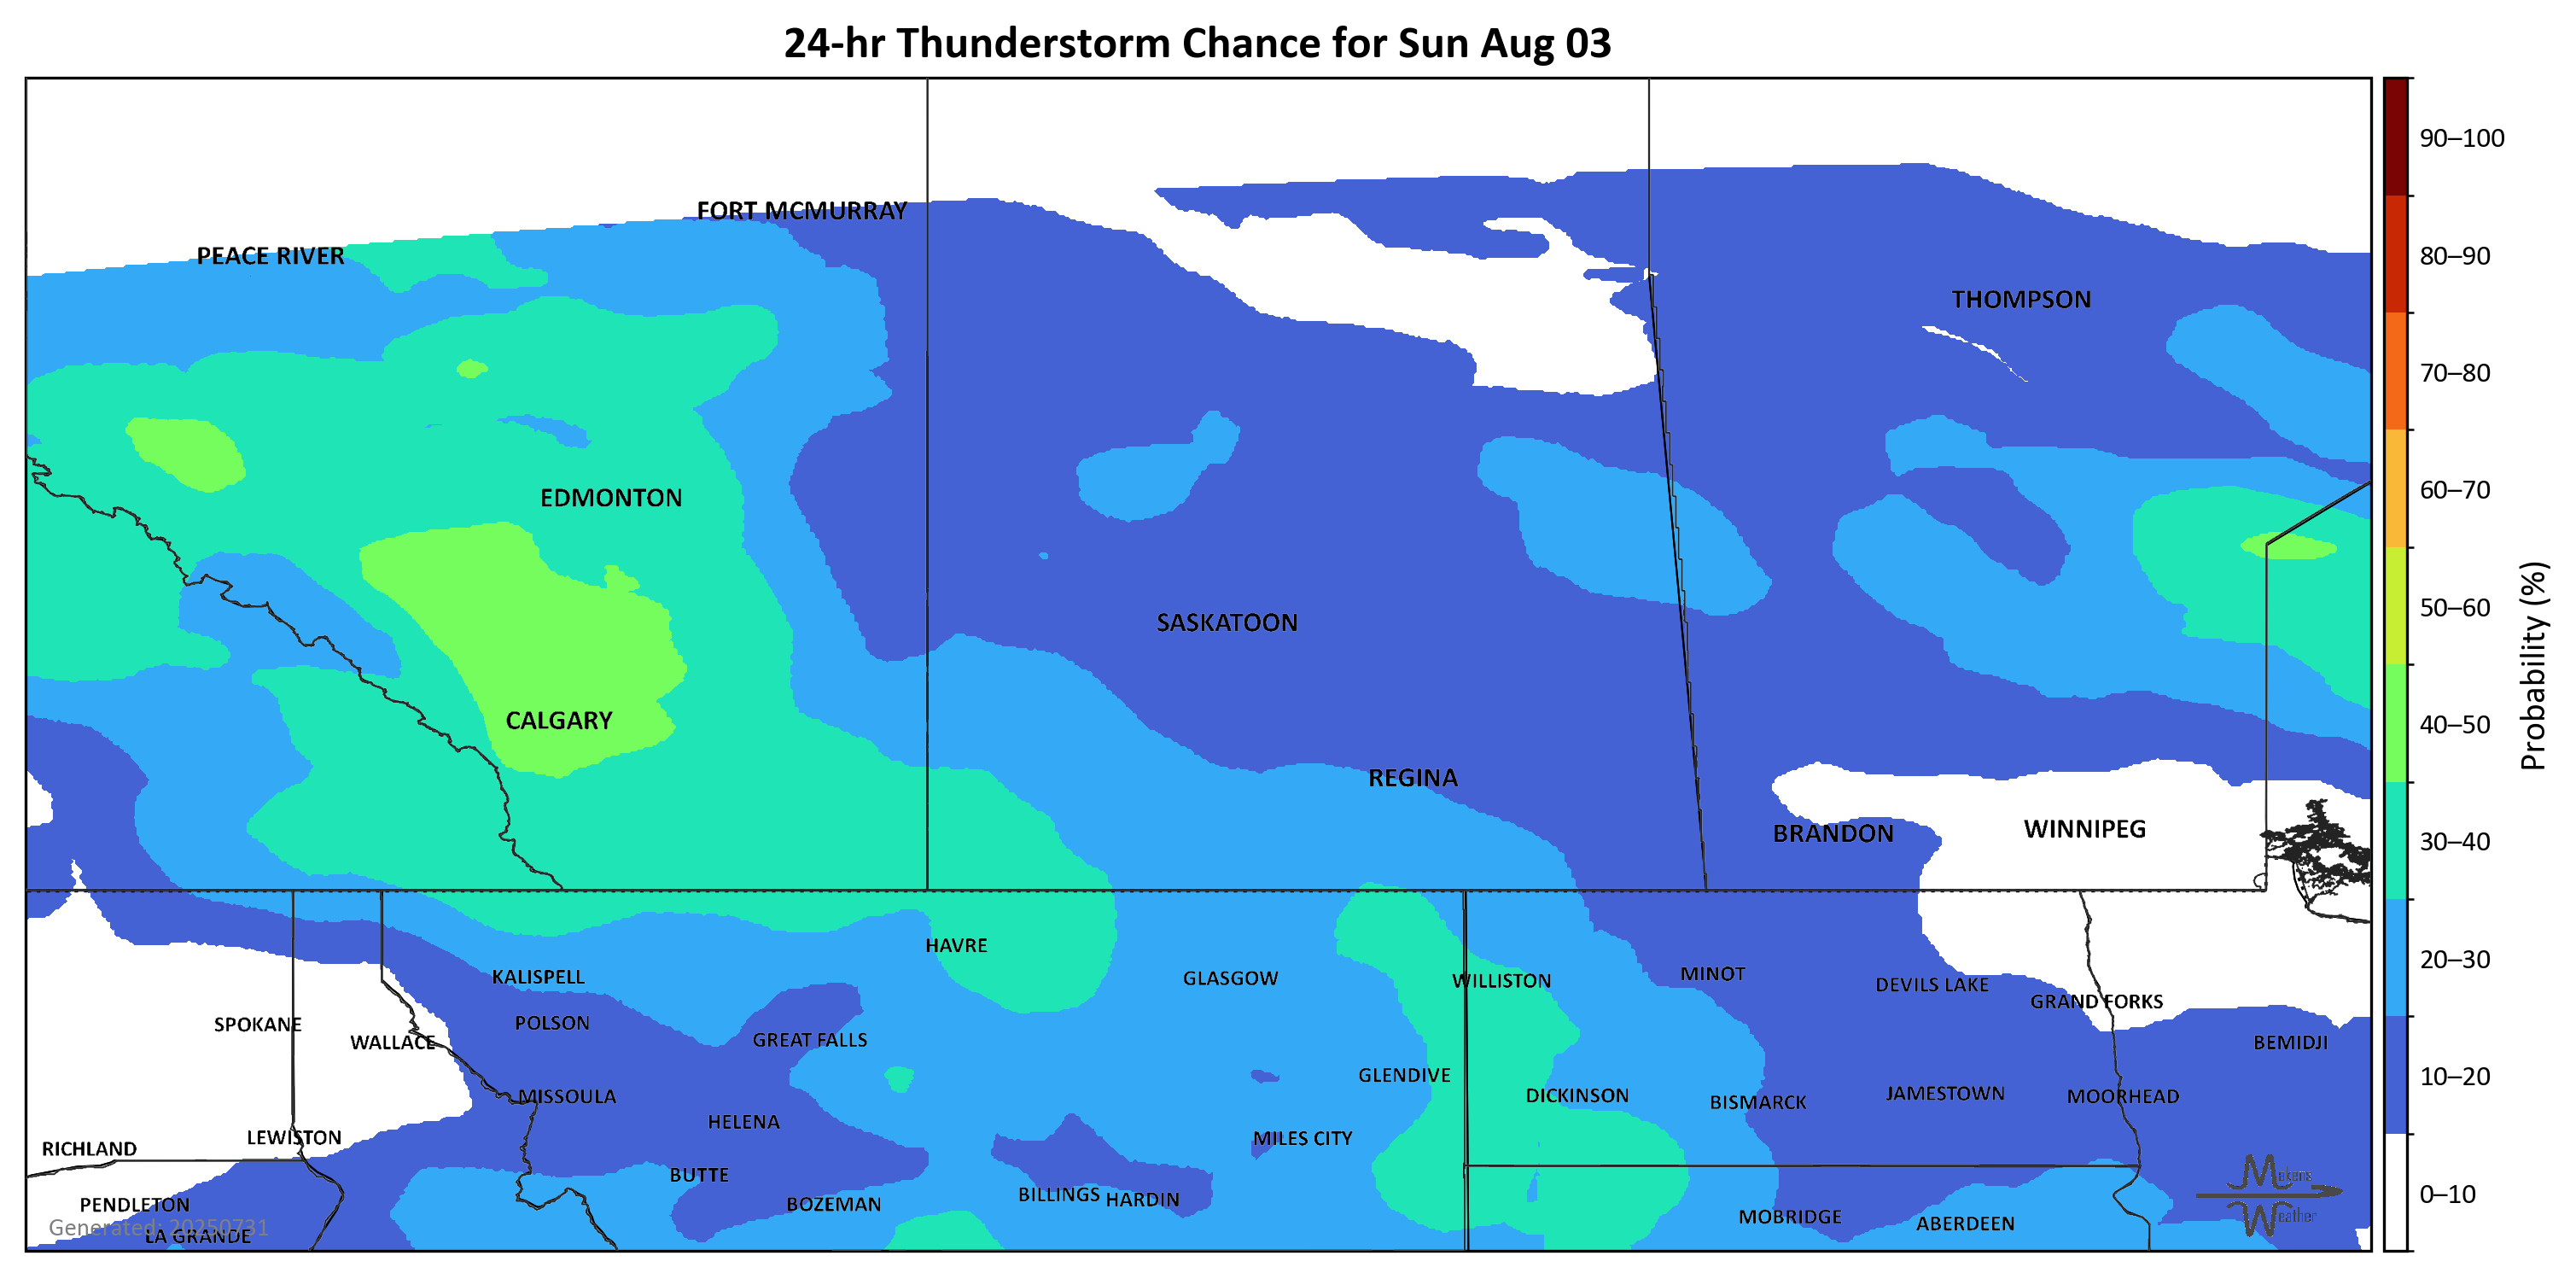 24-hr Thunderstorm Chance for Sun Aug 03
90–100
FORT MCMURRAY
PEACE RIVER
80–90
THOMPSON
70–80
60–70
EDMONTON
50–60
SASKATOON
Probability (%)
CALGARY
40–50
REGINA
WINNIPEG
BRANDON
30–40
HAVRE
20–30
MINOT
KALISPELL
GLASGOW
WILLISTON
DEVILS LAKE
GRAND FORKS
POLSON
SPOKANE
GREAT FALLS
WALLACE
BEMIDJI
GLENDIVE
10–20
JAMESTOWN
DICKINSON
MISSOULA
MOORHEAD
BISMARCK
HELENA
LEWISTON
MILES CITY
RICHLAND
BUTTE
Makens
0–10
BILLINGS
HARDIN
PENDLETON
BOZEMAN
MOBRIDGE
Weather
ABERDEEN
Generated: 20250731
LA GRANDE